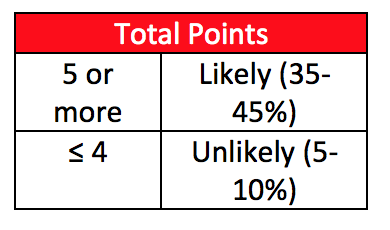 Total Points
5 or
more
Likely (35-
45%)
≤ 4
Unlikely (5-
10%)